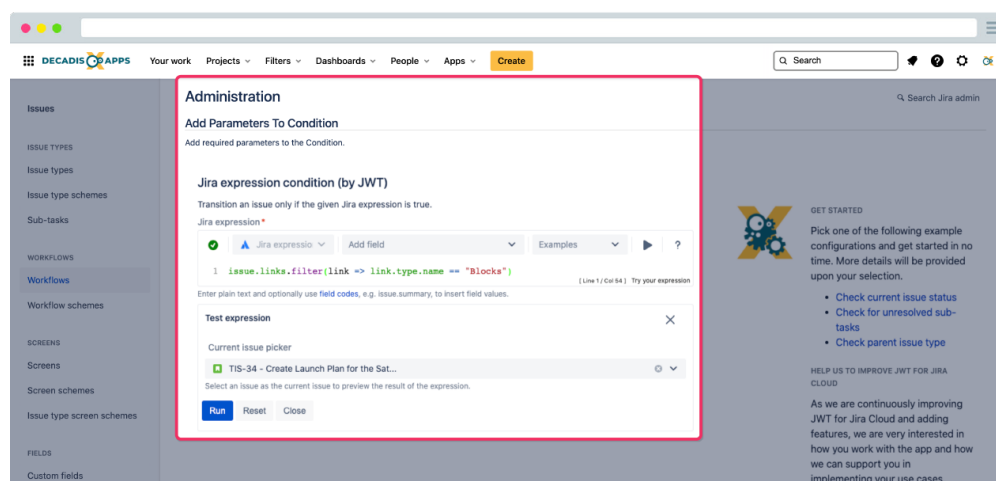 DECADIS APPS Your work Projects Filters Dashboards People Apps Create Search
Issues
ISSUE TYPES
Issue types
Issue type schemes
Sub-tasks
WORKFLOWS
Workflows
Workflow schemes
SCREENS
Screens
Screen schemes
Issue type screen schemes
FIELDS
Custom fields
Administration
Add Parameters To Condition
Add required parameters to the Condition.
Jira expression condition (by JWT)
Transition an issue only if the given Jira expression is true.
Jira expression *
Jira expressio Add field Examples ?
1 issue.links.filter(link => link.type.name == "Blocks")
[ Line 1 / Col 54 ] Try your expression
Enter plain text and optionally use field codes, e.g. issue.summary, to insert field values.
Test expression
Current issue picker
TIS-34 - Create Launch Plan for the Sat...
Select an issue as the current issue to preview the result of the expression.
Run Reset Close
Search Jira admin
GET STARTED
Pick one of the following example
configurations and get started in no
time. More details will be provided
upon your selection.
• Check current issue status
• Check for unresolved sub-
tasks
• Check parent issue type
HELP US TO IMPROVE JWT FOR JIRA
CLOUD
As we are continuously improving
JWT for Jira Cloud and adding
features, we are very interested in
how you work with the app and how
we can support you in
implementing your use cases